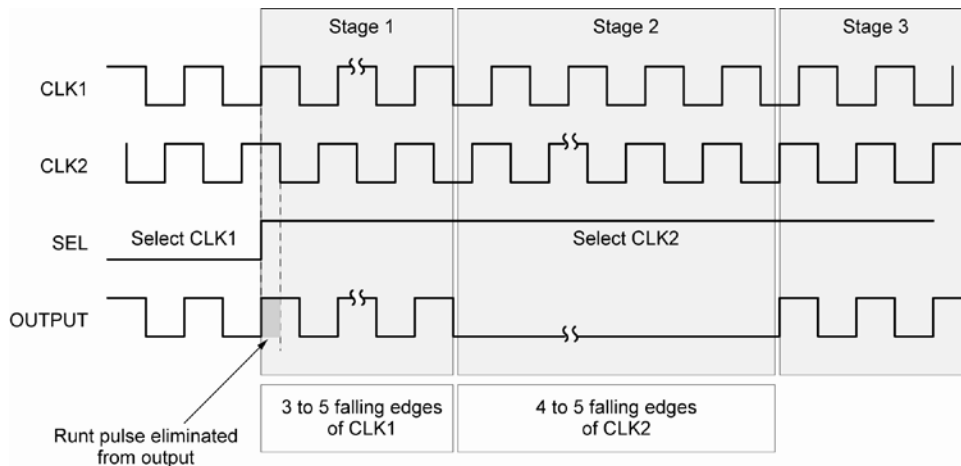 Stage 1
Stage 2
Stage 3
CLK1
CLK2
SEL
Select CLK1
Select CLK2
OUTPUT
3 to 5 falling edges
of CLK1
4 to 5 falling edges
of CLK2
Runt pulse eliminated
from output